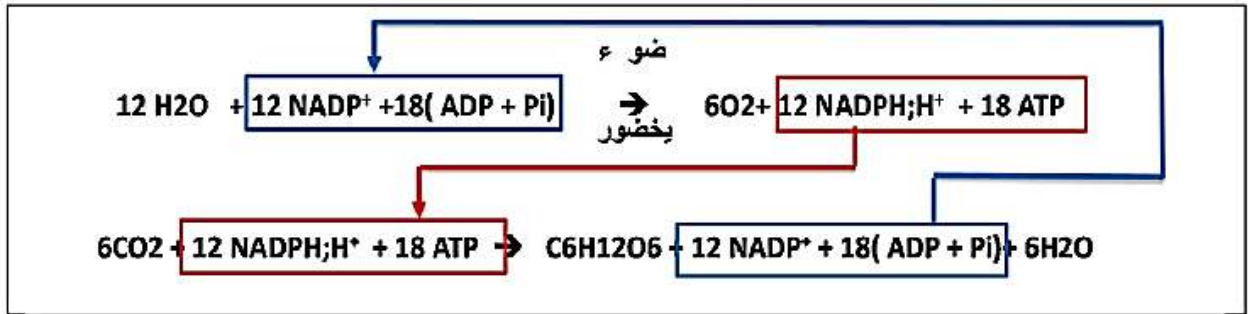 ضوء
12 H2O + 12 NADP⁺ +18( ADP + Pi) ➔ 6O2+ 12 NADPH;H⁺ + 18 ATP
يخضور
6CO2 + 12 NADPH;H⁺ + 18 ATP ➔ C6H12O6 + 12 NADP⁺ + 18( ADP + Pi) + 6H2O